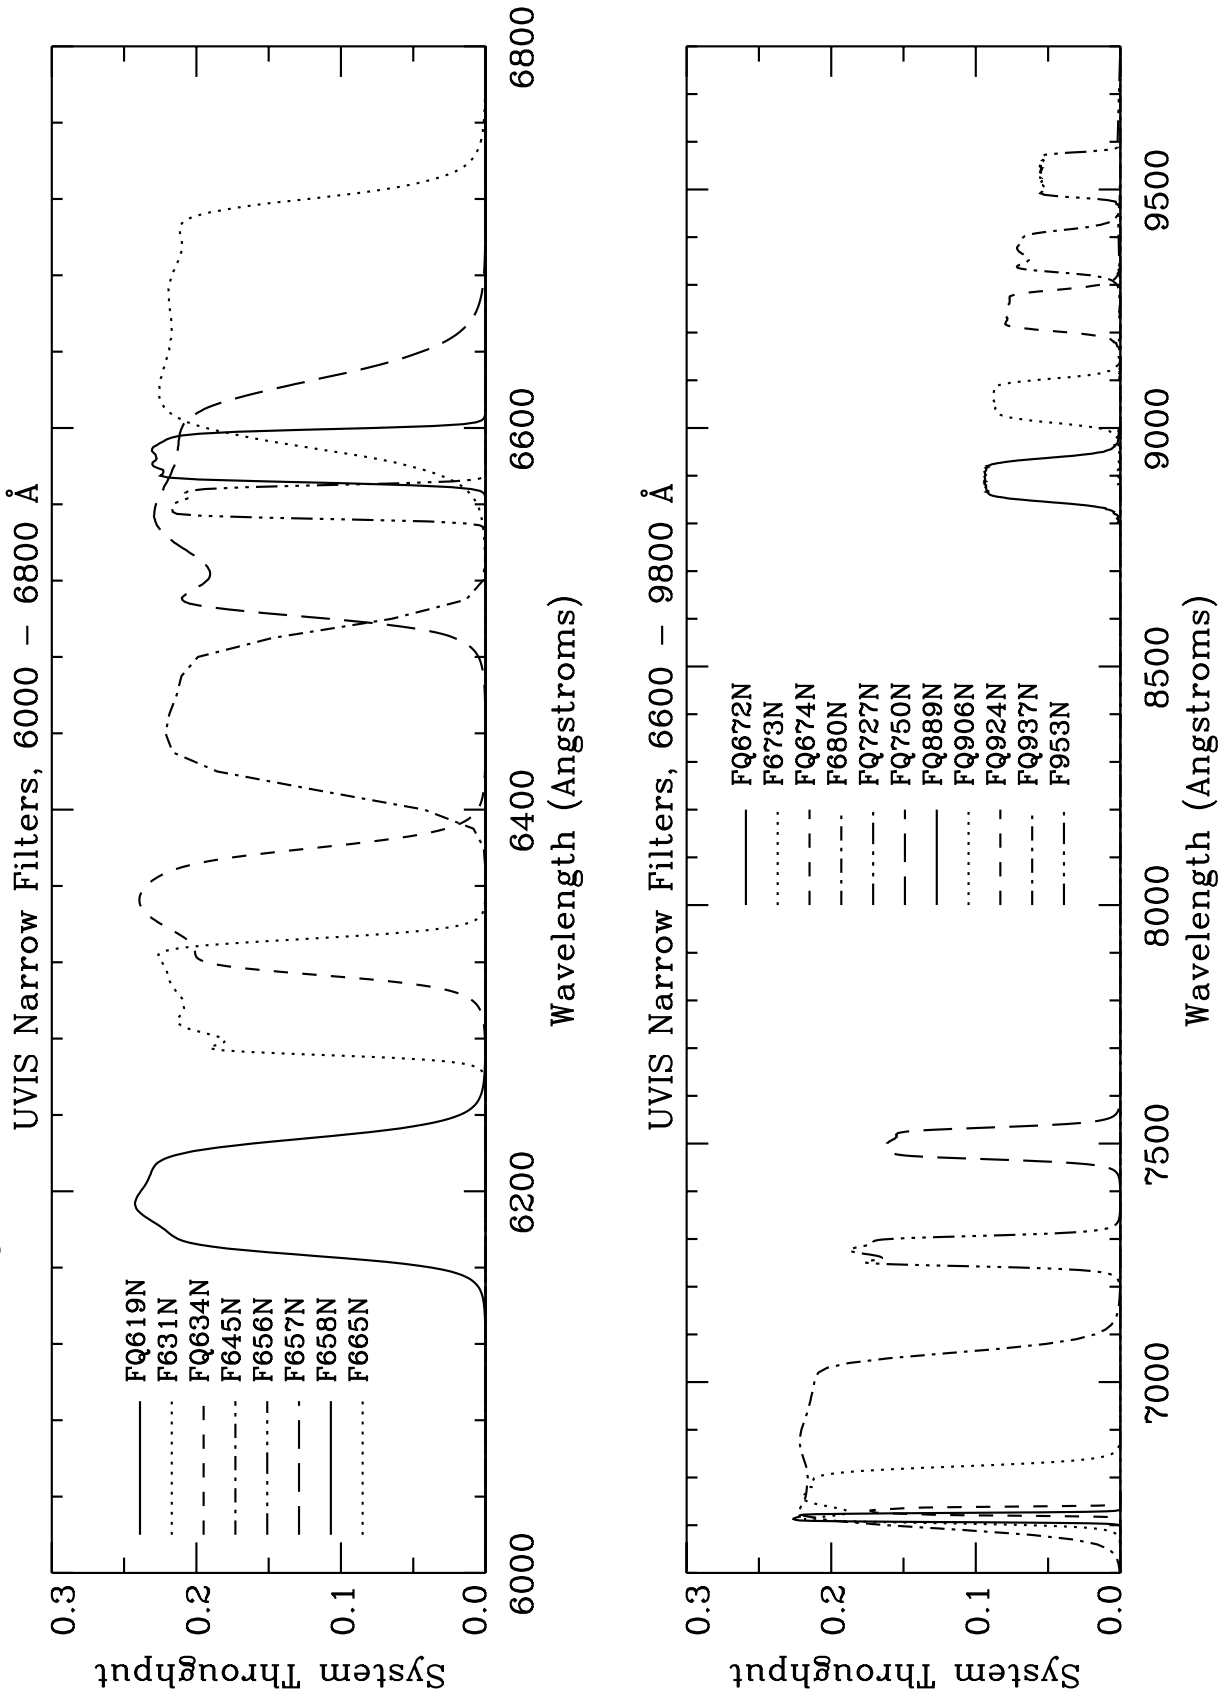 UVIS Narrow Filters, 6000 − 6800 Å
System Throughput
0.3
0.2
0.1
0.0
FQ619N
F631N
FQ634N
F645N
F656N
F657N
F658N
F665N
6000
6200
6400
6600
6800
Wavelength (Angstroms)
UVIS Narrow Filters, 6600 − 9800 Å
System Throughput
0.3
0.2
0.1
0.0
FQ672N
F673N
FQ674N
F680N
FQ727N
FQ750N
FQ889N
FQ906N
FQ924N
FQ937N
F953N
7000
7500
8000
8500
9000
9500
Wavelength (Angstroms)